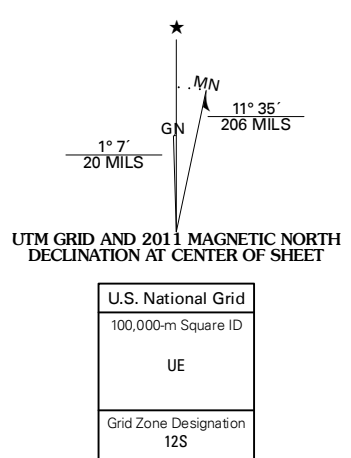 ★
MN
GN
11° 35´
206 MILS
1° 7´
20 MILS
UTM GRID AND 2011 MAGNETIC NORTH
DECLINATION AT CENTER OF SHEET
U.S. National Grid
100,000-m Square ID
UE
Grid Zone Designation
12S